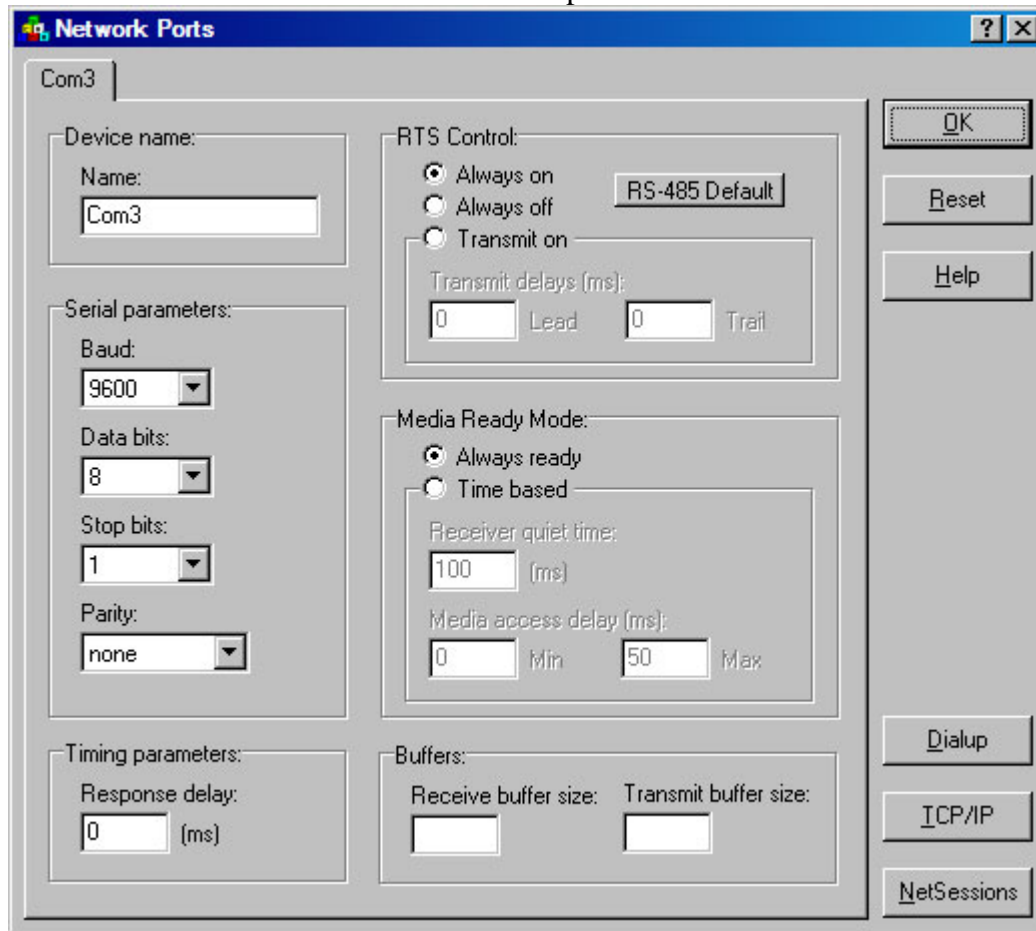 Network Ports
Com3
Device name:
Name:
Com3
Serial parameters:
Baud:
9600
Data bits:
8
Stop bits:
1
Parity:
none
Timing parameters:
Response delay:
0 (ms)
RTS Control:
Always on
Always off
RS-485 Default
Transmit on
Transmit delays (ms):
0 Lead 0 Trail
Media Ready Mode:
Always ready
Time based
Receiver quiet time:
100 (ms)
Media access delay (ms):
0 Min 50 Max
Buffers:
Receive buffer size: Transmit buffer size:
OK
Reset
Help
Dialup
TCP/IP
NetSessions